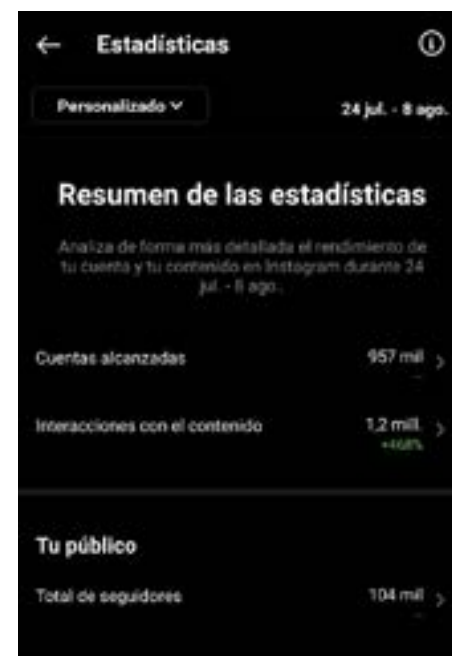 Estadísticas
Personalizado
24 jul. - 8 ago.
Resumen de las estadísticas
Analiza de forma más detallada el rendimiento de
tu cuenta y tu contenido en Instagram durante 24
jul. - 8 ago..
Cuentas alcanzadas
957 mil
--
Interacciones con el contenido
1,2 mill.
+468%
Tu público
Total de seguidores
104 mil
--